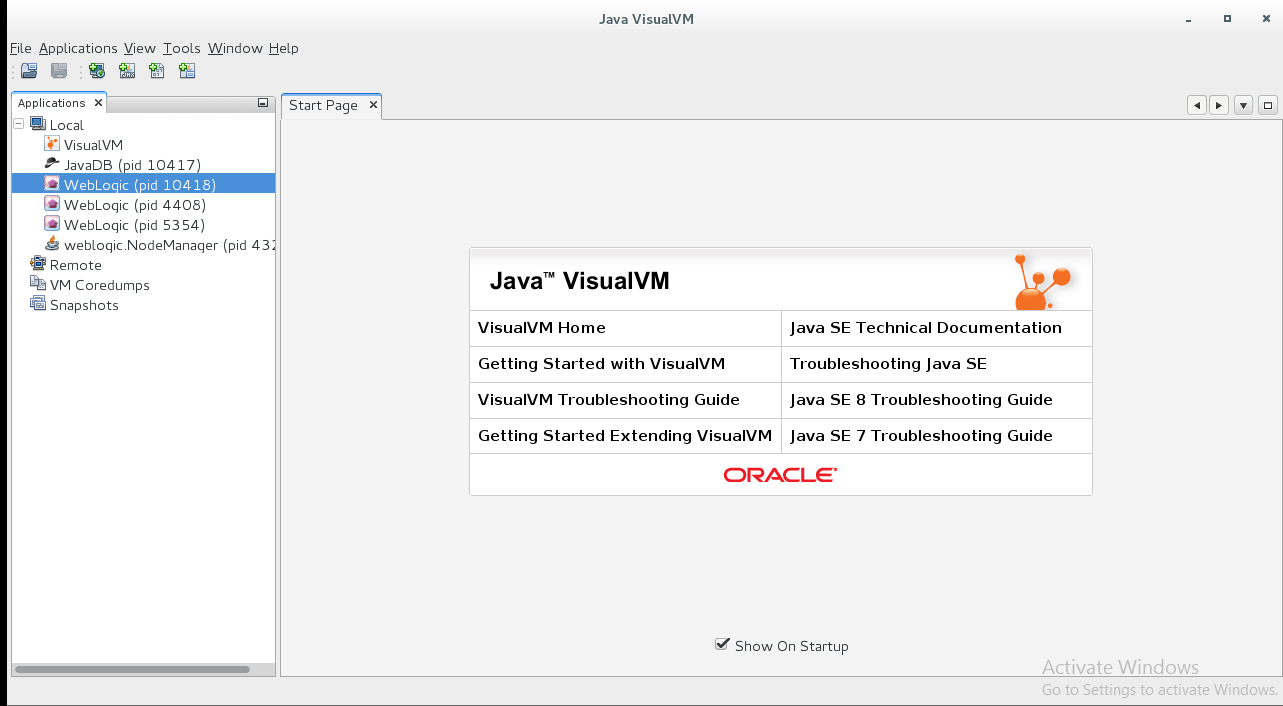 Java VisualVM
File Applications View Tools Window Help
Applications
Start Page
Local
VisualVM
JavaDB (pid 10417)
WebLogic (pid 10418)
WebLogic (pid 4408)
WebLogic (pid 5354)
weblogic.NodeManager (pid 432
Remote
VM Coredumps
Snapshots
Java™ VisualVM
VisualVM Home
Java SE Technical Documentation
Getting Started with VisualVM
Troubleshooting Java SE
VisualVM Troubleshooting Guide
Java SE 8 Troubleshooting Guide
Getting Started Extending VisualVM
Java SE 7 Troubleshooting Guide
ORACLE
Show On Startup
Activate Windows
Go to Settings to activate Windows.